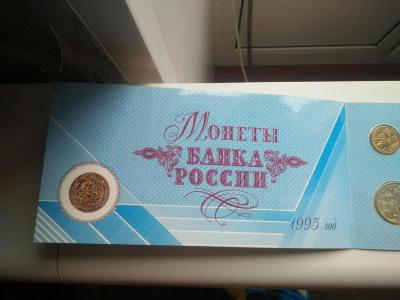 Монеты
Банка
России
1995 год